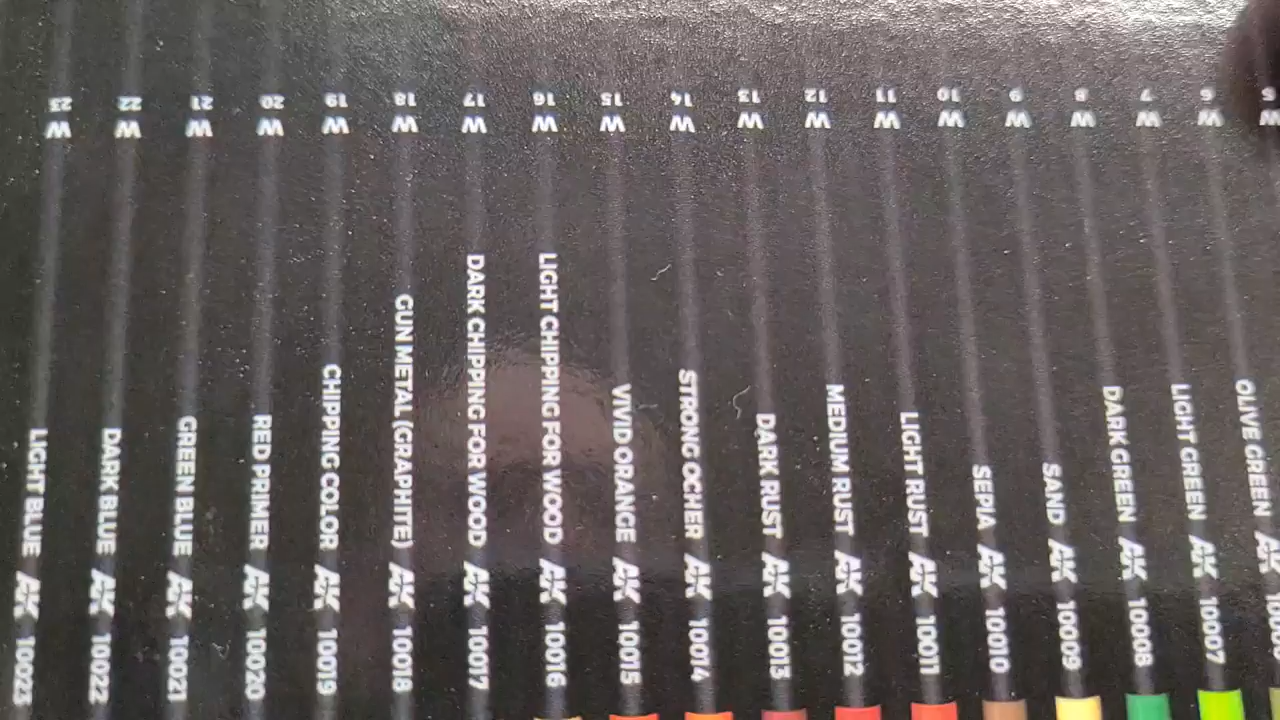 W 23
LIGHT BLUE AK 10023
W 22
DARK BLUE AK 10022
W 21
GREEN BLUE AK 10021
W 20
RED PRIMER AK 10020
W 19
CHIPPING COLOR AK 10019
W 18
GUN METAL (GRAPHITE) AK 10018
W 17
DARK CHIPPING FOR WOOD AK 10017
W 16
LIGHT CHIPPING FOR WOOD AK 10016
W 15
VIVID ORANGE AK 10015
W 14
STRONG OCHER AK 10014
W 13
DARK RUST AK 10013
W 12
MEDIUM RUST AK 10012
W 11
LIGHT RUST AK 10011
W 10
SEPIA AK 10010
W 9
SAND AK 10009
W 8
DARK GREEN AK 10008
W 7
LIGHT GREEN AK 10007
W 6
OLIVE GREEN AK